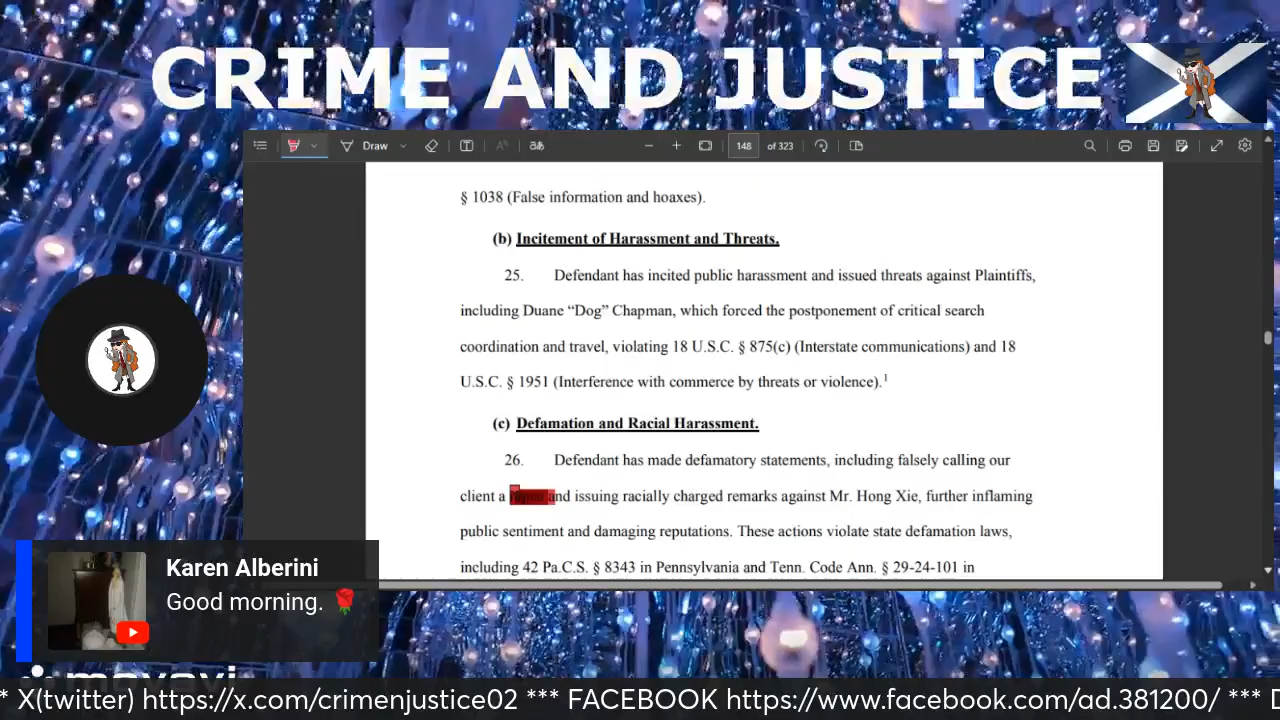 CRIME AND JUSTICE
Draw
aあ
148 of 323
§ 1038 (False information and hoaxes).
(b) Incitement of Harassment and Threats.
25. Defendant has incited public harassment and issued threats against Plaintiffs,
including Duane “Dog” Chapman, which forced the postponement of critical search
coordination and travel, violating 18 U.S.C. § 875(c) (Interstate communications) and 18
U.S.C. § 1951 (Interference with commerce by threats or violence).1
(c) Defamation and Racial Harassment.
26. Defendant has made defamatory statements, including falsely calling our
client a and issuing racially charged remarks against Mr. Hong Xie, further inflaming
public sentiment and damaging reputations. These actions violate state defamation laws,
including 42 Pa.C.S. § 8343 in Pennsylvania and Tenn. Code Ann. § 29-24-101 in
Karen Alberini
Good morning. 🌹
* X(twitter) https://x.com/crimenjustice02 *** FACEBOOK https://www.facebook.com/ad.381200/ ***